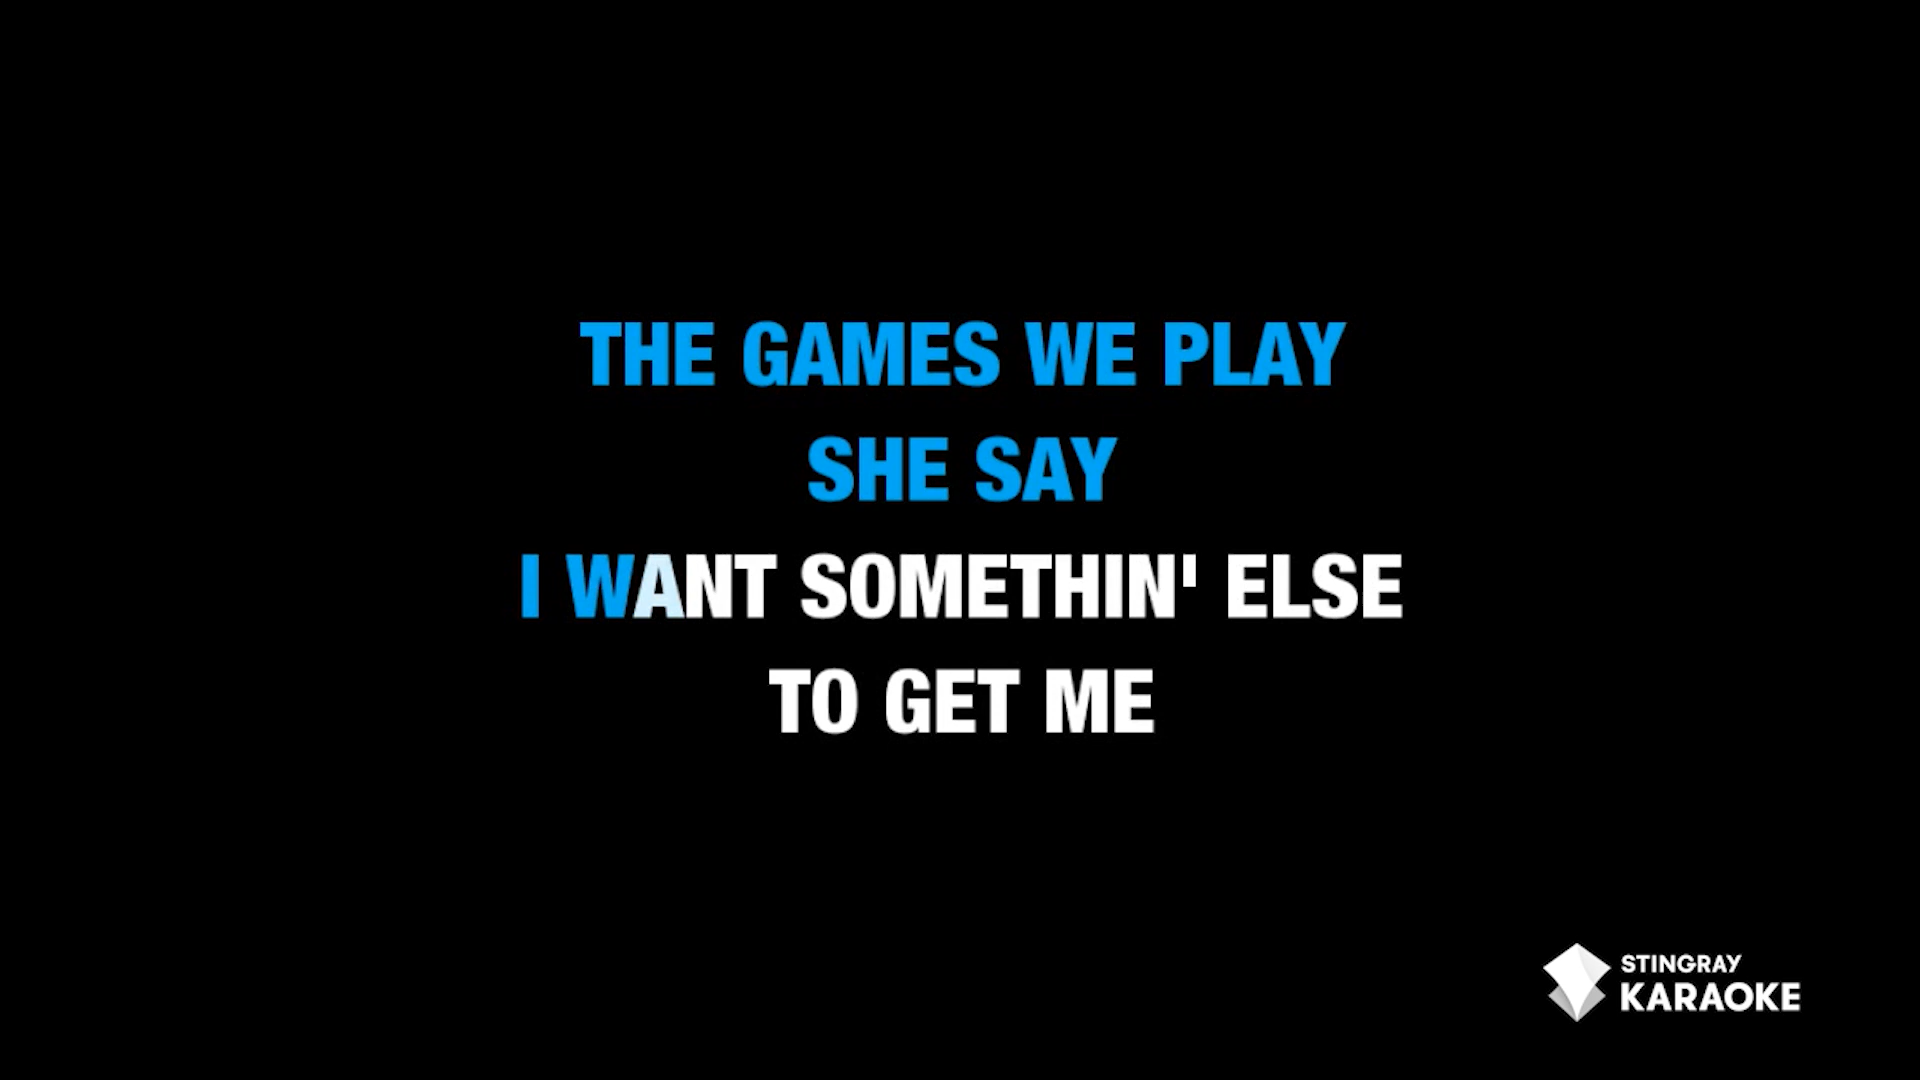 THE GAMES WE PLAY
SHE SAY
I WANT SOMETHIN' ELSE
TO GET ME
STINGRAY
KARAOKE